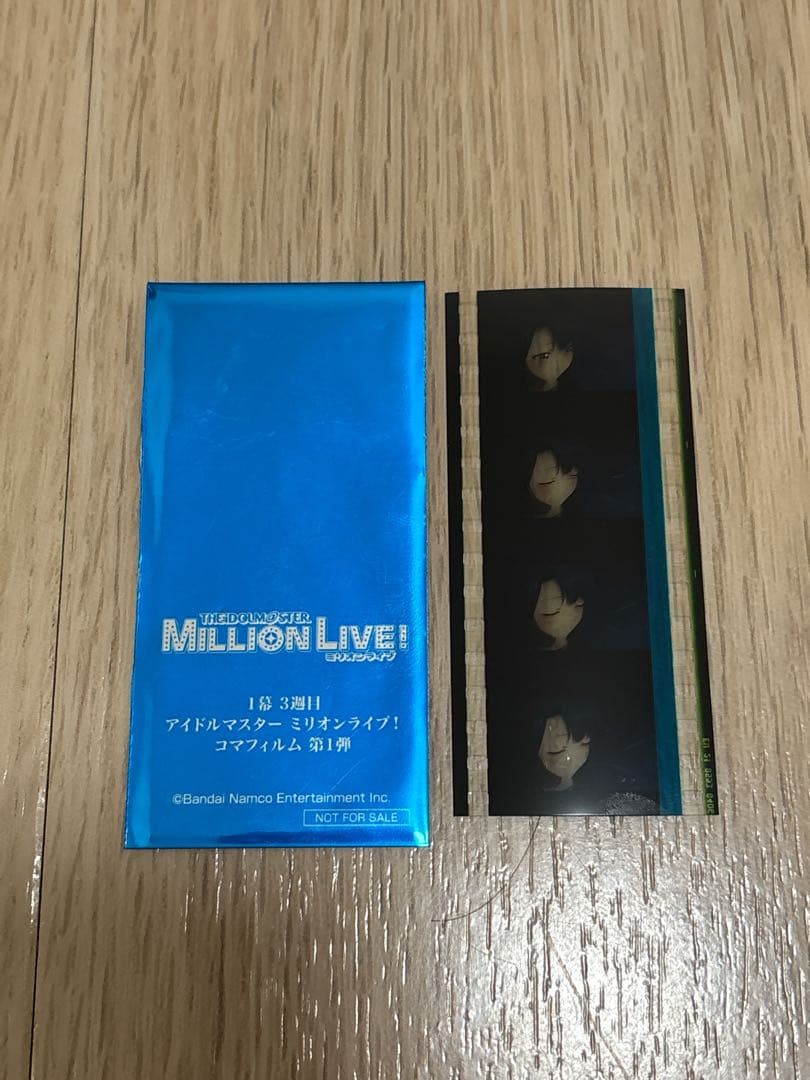 THE IDOLM@STER
MILLION LIVE!
ミリオンライブ
1幕 3週目
アイドルマスター ミリオンライブ!
コマフィルム 第1弾
©Bandai Namco Entertainment Inc.
NOT FOR SALE